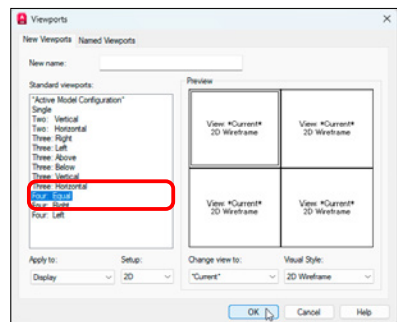 Viewports
New Viewports Named Viewports
New name:
Standard viewports:
*Active Model Configuration*
Single
Two: Vertical
Two: Horizontal
Three: Right
Three: Left
Three: Above
Three: Below
Three: Vertical
Three: Horizontal
Four: Equal
Four: Right
Four: Left
Preview
View: *Current*
2D Wireframe
View: *Current*
2D Wireframe
View: *Current*
2D Wireframe
View: *Current*
2D Wireframe
Apply to: Setup: Change view to: Visual Style:
Display 2D *Current* 2D Wireframe
OK Cancel Help